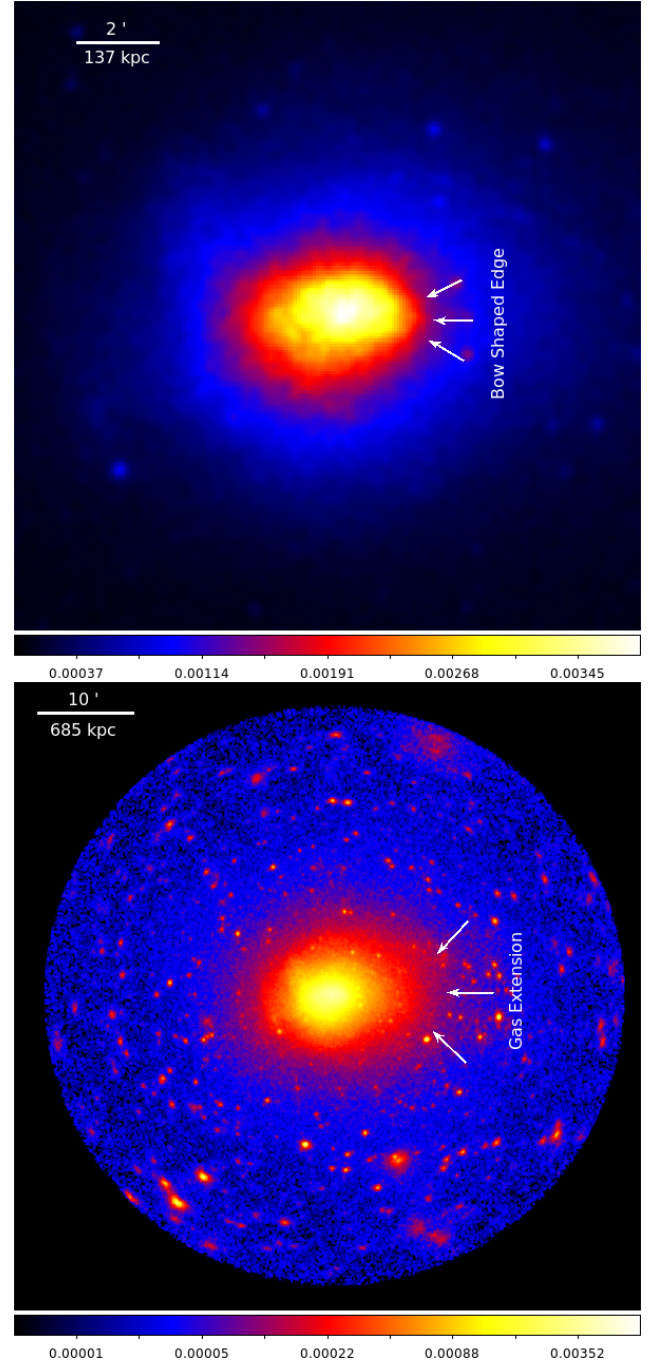 2 '
137 kpc
Bow Shaped Edge
0.00037 0.00114 0.00191 0.00268 0.00345
10 '
685 kpc
Gas Extension
0.00001 0.00005 0.00022 0.00088 0.00352